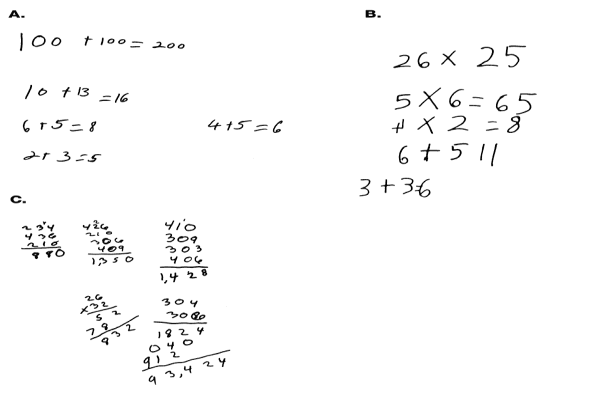 A.
100 + 100 = 200
10 + 13 = 16
6 + 5 = 8
4 + 5 = 6
2 + 3 = 5
B.
26 × 25
5 × 6 = 65
4 × 2 = 8
6 + 5 11
3 + 3=6
C.
234
436
210
880
426
210
306
409
1,350
410
309
303
406
1,428
26
×32
52
78
932
304
306
1824
040
912
93,424